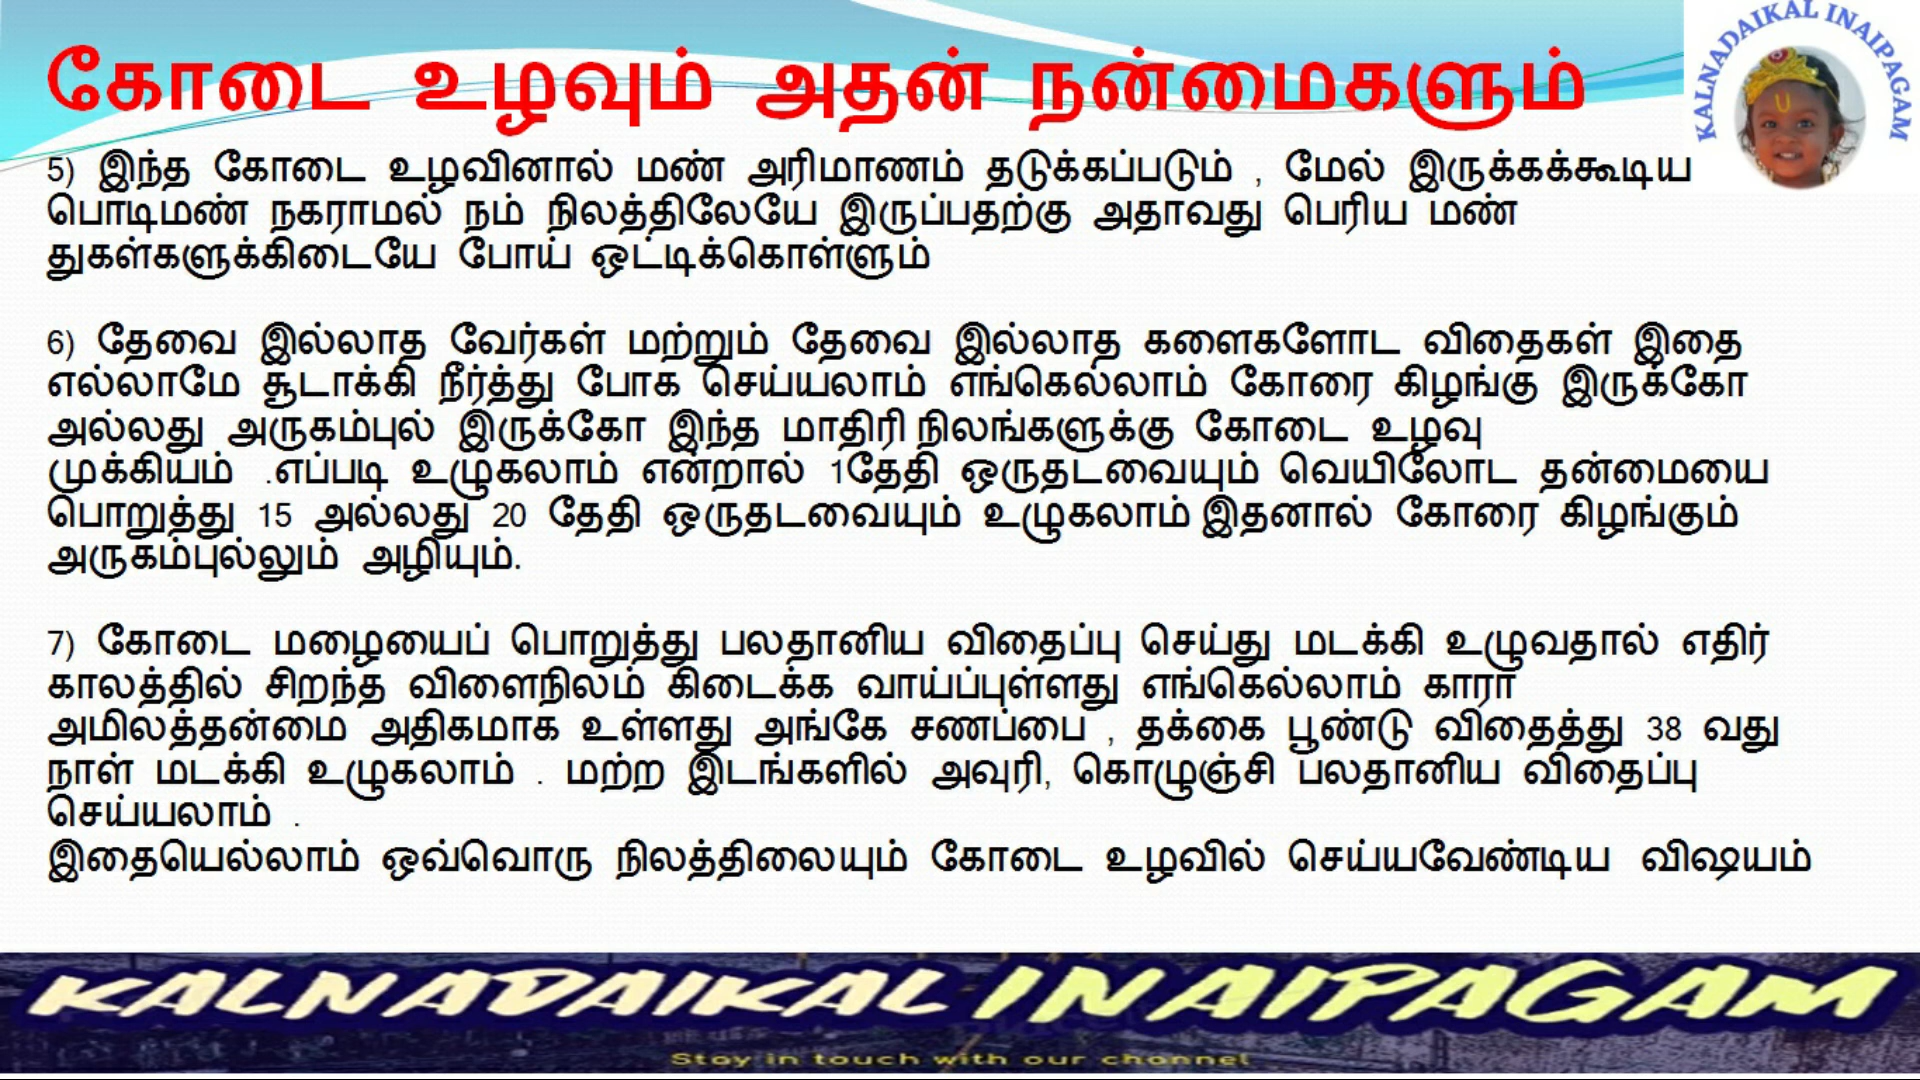 கோடை உழவும் அதன் நன்மைகளும்
KALNADAIKAL INAIPAGAM
5) இந்த கோடை உழவினால் மண் அரிமாணம் தடுக்கப்படும் , மேல் இருக்கக்கூடிய
பொடிமண் நகராமல் நம் நிலத்திலேயே இருப்பதற்கு அதாவது பெரிய மண்
துகள்களுக்கிடையே போய் ஒட்டிக்கொள்ளும்
6) தேவை இல்லாத வேர்கள் மற்றும் தேவை இல்லாத களைகளோட விதைகள் இதை
எல்லாமே சூடாக்கி நீர்த்து போக செய்யலாம் எங்கெல்லாம் கோரை கிழங்கு இருக்கோ
அல்லது அருகம்புல் இருக்கோ இந்த மாதிரி நிலங்களுக்கு கோடை உழவு
முக்கியம் .எப்படி உழுகலாம் என்றால் 1தேதி ஒருதடவையும் வெயிலோட தன்மையை
பொறுத்து 15 அல்லது 20 தேதி ஒருதடவையும் உழுகலாம் இதனால் கோரை கிழங்கும்
அருகம்புல்லும் அழியும்.
7) கோடை மழையைப் பொறுத்து பலதானிய விதைப்பு செய்து மடக்கி உழுவதால் எதிர்
காலத்தில் சிறந்த விளைநிலம் கிடைக்க வாய்ப்புள்ளது எங்கெல்லாம் காரா
அமிலத்தன்மை அதிகமாக உள்ளது அங்கே சணப்பை , தக்கை பூண்டு விதைத்து 38 வது
நாள் மடக்கி உழுகலாம் . மற்ற இடங்களில் அவுரி, கொழுஞ்சி பலதானிய விதைப்பு
செய்யலாம் .
இதையெல்லாம் ஒவ்வொரு நிலத்திலையும் கோடை உழவில் செய்யவேண்டிய விஷயம்
KALNADAIKAL INAIPAGAM
Stay in touch with our channel